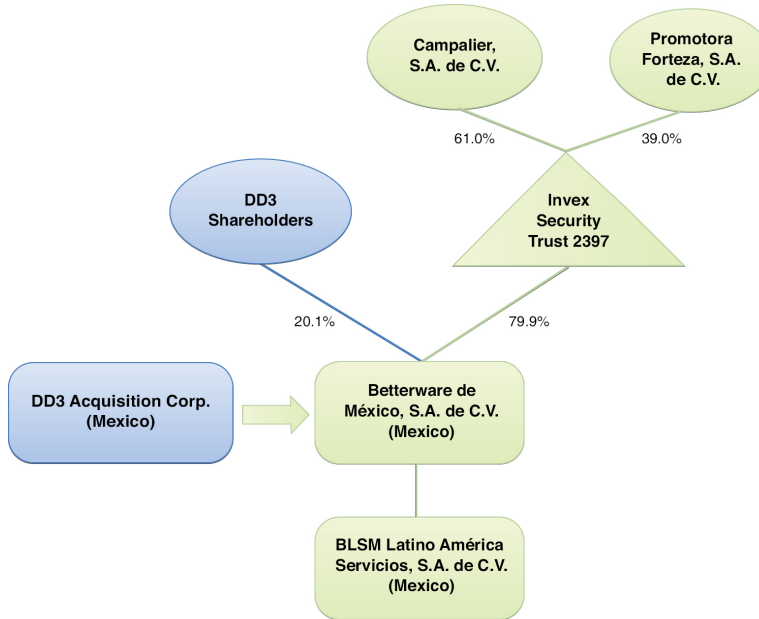 Campalier,
S.A. de C.V.
Promotora
Forteza, S.A.
de C.V.
61.0%
39.0%
DD3
Shareholders
Invex
Security
Trust 2397
20.1%
79.9%
DD3 Acquisition Corp.
(Mexico)
Betterware de
México, S.A. de C.V.
(Mexico)
BLSM Latino América
Servicios, S.A. de C.V.
(Mexico)